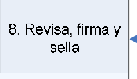 8. Revisa, firma y
sella